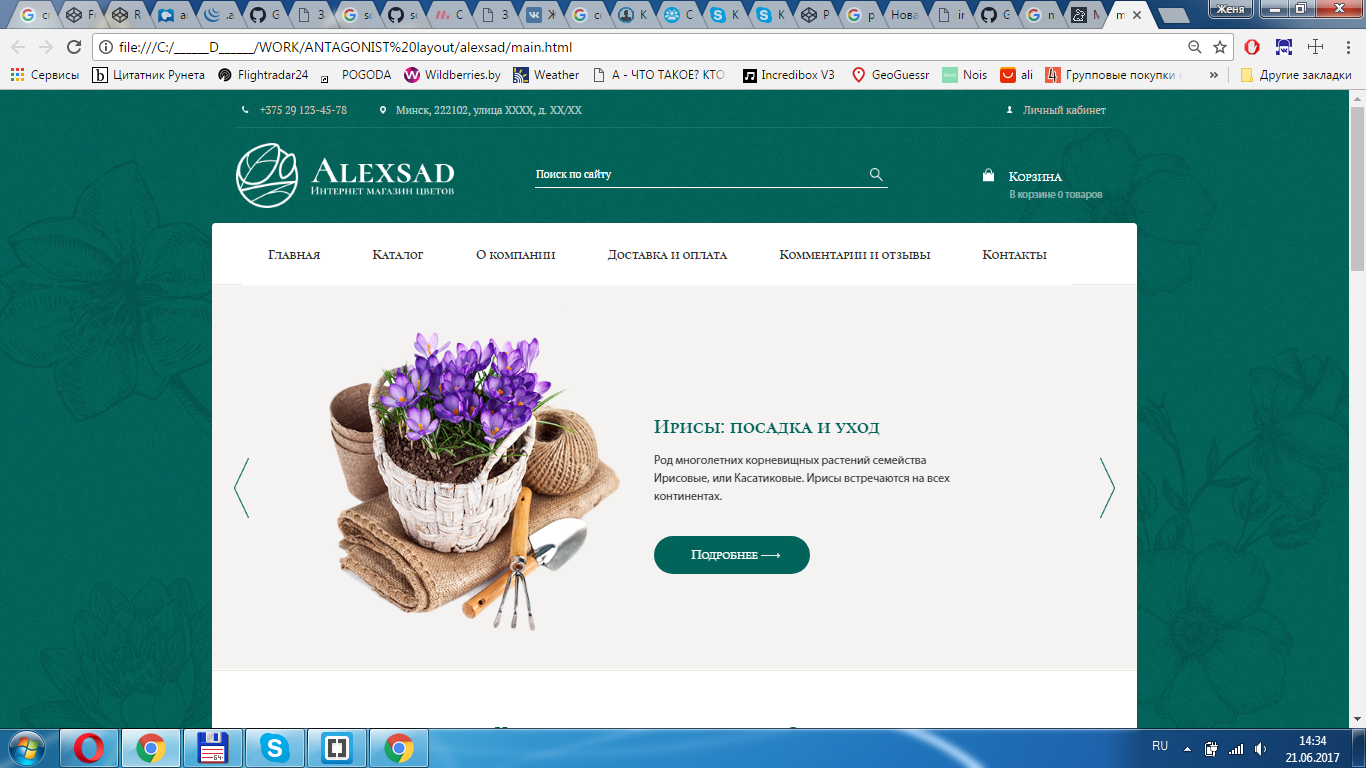 Женя
file:///C:/______D______/WORK/ANTAGONIST%20layout/alexsad/main.html
Сервисы Цитатник Рунета Flightradar24 POGODA Wildberries.by Weather А - ЧТО ТАКОЕ? КТО Incredibox V3 GeoGuessr Nois ali Групповые покупки » Другие закладки
+375 29 123-45-78 Минск, 222102, улица XXXX, д. XX/XX Личный кабинет
Alexsad
Интернет магазин цветов
Поиск по сайту
Корзина
В корзине 0 товаров
Главная Каталог О компании Доставка и оплата Комментарии и отзывы Контакты
Ирисы: посадка и уход
Род многолетних корневищных растений семейства
Ирисовые, или Касатиковые. Ирисы встречаются на всех
континентах.
Подробнее
RU 14:34
21.06.2017